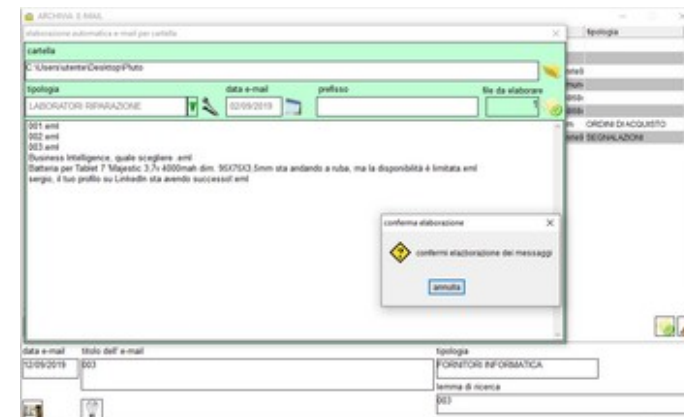 ARCHIVIA E-MAIL
elaborazione automatica e-mail per cartella
tipologia
cartella
C:\Users\utente\Desktop\Pluto
tipologia data e-mail prefisso file da elaborare
LABORATORI RIPARAZIONE 02/09/2019
ORDINI DI ACQUISTO
SEGNALAZIONI
001.eml
002.eml
003.eml
Business Intelligence, quale scegliere .eml
Batteria per Tablet 7 'Majestic 3,7v 4000mah dim. 95X75X3,5mm sta andando a ruba, ma la disponibilità è limitata.eml
sergio, il tuo profilo su LinkedIn sta avendo successo!.eml
conferma elaborazione
confermi elazborazione dei messaggi
annulla
data e-mail titolo dell' e-mail tipologia
12/09/2019 003 FORNITORI INFORMATICA
lemma di ricerca
003